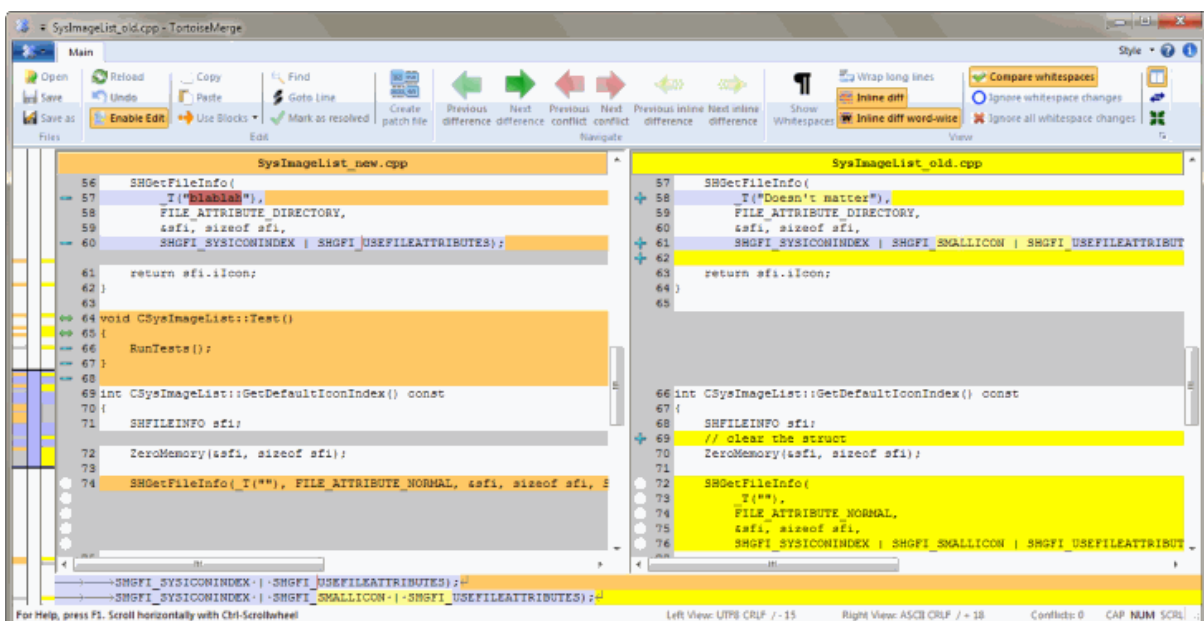 SysImageList_old.cpp - TortoiseMerge
Main
Style
Open
Save
Save as
Files
Reload
Undo
Enable Edit
Copy
Paste
Use Blocks
Find
Goto Line
Mark as resolved
Edit
Create patch file
Previous difference
Next difference
Previous conflict
Next conflict
Previous inline difference
Next inline difference
Navigate
Show Whitespaces
Wrap long lines
Inline diff
Inline diff word-wise
Compare whitespaces
Ignore whitespace changes
Ignore all whitespace changes
View
SysImageList_new.cpp
56 SHGetFileInfo(
57 _T("blablah"),
58 FILE_ATTRIBUTE_DIRECTORY,
59 &sfi, sizeof sfi,
60 SHGFI_SYSICONINDEX | SHGFI_USEFILEATTRIBUTES);
61 return sfi.iIcon;
62 }
63
64 void CSysImageList::Test()
65 {
66 RunTests();
67 }
68
69 int CSysImageList::GetDefaultIconIndex() const
70 {
71 SHFILEINFO sfi;
72 ZeroMemory(&sfi, sizeof sfi);
73
74 SHGetFileInfo(_T(""), FILE_ATTRIBUTE_NORMAL, &sfi, sizeof sfi, S
SysImageList_old.cpp
57 SHGetFileInfo(
58 _T("Doesn't matter"),
59 FILE_ATTRIBUTE_DIRECTORY,
60 &sfi, sizeof sfi,
61 SHGFI_SYSICONINDEX | SHGFI_SMALLICON | SHGFI_USEFILEATTRIBUT
62
63 return sfi.iIcon;
64 }
65
66 int CSysImageList::GetDefaultIconIndex() const
67 {
68 SHFILEINFO sfi;
69 // clear the struct
70 ZeroMemory(&sfi, sizeof sfi);
71
72 SHGetFileInfo(
73 _T(""),
74 FILE_ATTRIBUTE_NORMAL,
75 &sfi, sizeof sfi,
76 SHGFI_SYSICONINDEX | SHGFI_SMALLICON | SHGFI_USEFILEATTRIBUT
SHGFI_SYSICONINDEX·|·SHGFI_USEFILEATTRIBUTES);
SHGFI_SYSICONINDEX·|·SHGFI_SMALLICON·|·SHGFI_USEFILEATTRIBUTES);
For Help, press F1. Scroll horizontally with Ctrl-Scrollwheel
Left View: UTF8 CRLF / - 15
Right View: ASCII CRLF / + 18
Conflicts: 0
CAP NUM SCRL